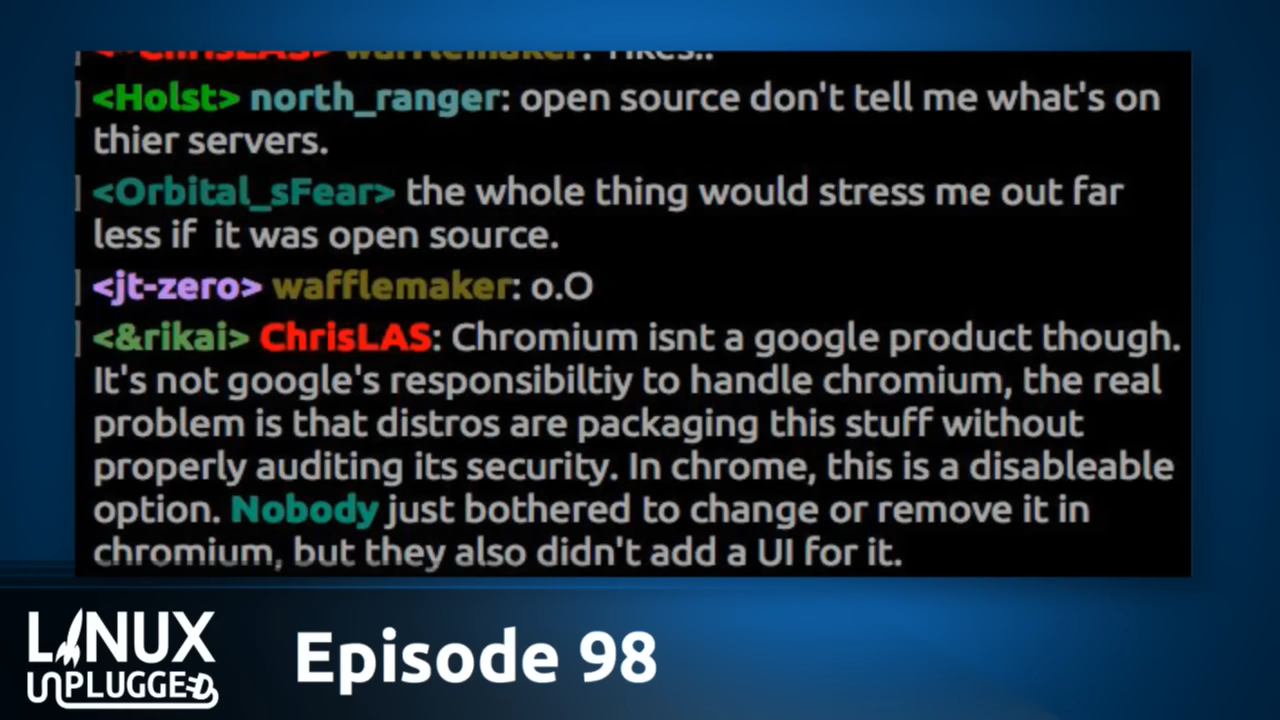 <ChrisLAS> wafflemaker: Yikes..
<Holst> north_ranger: open source don't tell me what's on
thier servers.
<Orbital_sFear> the whole thing would stress me out far
less if  it was open source.
<jt-zero> wafflemaker: o.O
<&rikai> ChrisLAS: Chromium isnt a google product though.
It's not google's responsibiltiy to handle chromium, the real
problem is that distros are packaging this stuff without
properly auditing its security. In chrome, this is a disableable
option. Nobody just bothered to change or remove it in
chromium, but they also didn't add a UI for it.
LINUX
UNPLUGGED
Episode 98